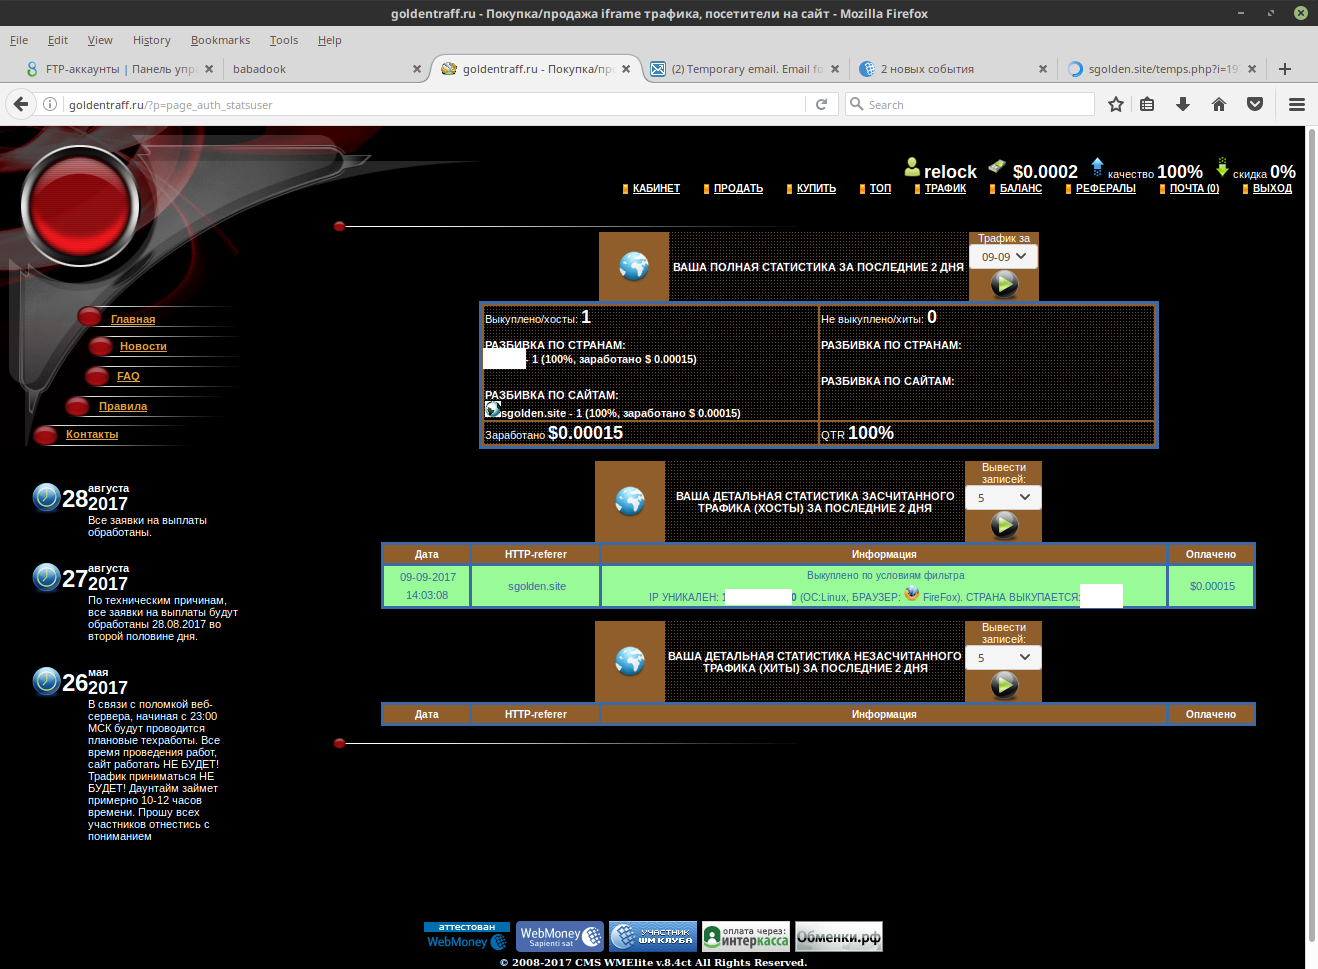 goldentraff.ru - Покупка/продажа iframe трафика, посетители на сайт - Mozilla Firefox
File Edit View History Bookmarks Tools Help
FTP-аккаунты | Панель упра
babadook
goldentraff.ru - Покупка/про
(2) Temporary email. Email fo
2 новых события
sgolden.site/temps.php?i=19
goldentraff.ru/?p=page_auth_statsuser
Search
relock $0.0002 качество 100% скидка 0%
КАБИНЕТ ПРОДАТЬ КУПИТЬ ТОП ТРАФИК БАЛАНС РЕФЕРАЛЫ ПОЧТА (0) ВЫХОД
Главная
Новости
FAQ
Правила
Контакты
28 августа 2017
Все заявки на выплаты
обработаны.
27 августа 2017
По техническим причинам,
все заявки на выплаты будут
обработаны 28.08.2017 во
второй половине дня.
26 мая 2017
В связи с поломкой веб-
сервера, начиная с 23:00
МСК будут проводится
плановые техработы. Все
время проведения работ,
сайт работать НЕ БУДЕТ!
Трафик приниматься НЕ
БУДЕТ! Даунтайм займет
примерно 10-12 часов
времени. Прошу всех
участников отнестись с
пониманием
ВАША ПОЛНАЯ СТАТИСТИКА ЗА ПОСЛЕДНИЕ 2 ДНЯ
Трафик за
09-09
Выкуплено/хосты: 1
РАЗБИВКА ПО СТРАНАМ:
- 1 (100%, заработано $ 0.00015)
РАЗБИВКА ПО САЙТАМ:
sgolden.site - 1 (100%, заработано $ 0.00015)
Не выкуплено/хиты: 0
РАЗБИВКА ПО СТРАНАМ:
РАЗБИВКА ПО САЙТАМ:
Заработано $0.00015
QTR 100%
ВАША ДЕТАЛЬНАЯ СТАТИСТИКА ЗАСЧИТАННОГО
ТРАФИКА (ХОСТЫ) ЗА ПОСЛЕДНИЕ 2 ДНЯ
Вывести
записей:
5
Дата HTTP-referer Информация Оплачено
09-09-2017
14:03:08
sgolden.site
Выкуплено по условиям фильтра
IP УНИКАЛЕН: 1 0 (ОС:Linux, БРАУЗЕР: FireFox). СТРАНА ВЫКУПАЕТСЯ:
$0.00015
ВАША ДЕТАЛЬНАЯ СТАТИСТИКА НЕЗАСЧИТАННОГО
ТРАФИКА (ХИТЫ) ЗА ПОСЛЕДНИЕ 2 ДНЯ
Вывести
записей:
5
Дата HTTP-referer Информация Оплачено
аттестован
WebMoney
WebMoney
Sapienti sat
УЧАСТНИК
WM КЛУБА
оплата через:
интеркасса
Обменки.рф
© 2008-2017 CMS WMElite v.8.4ct All Rights Reserved.